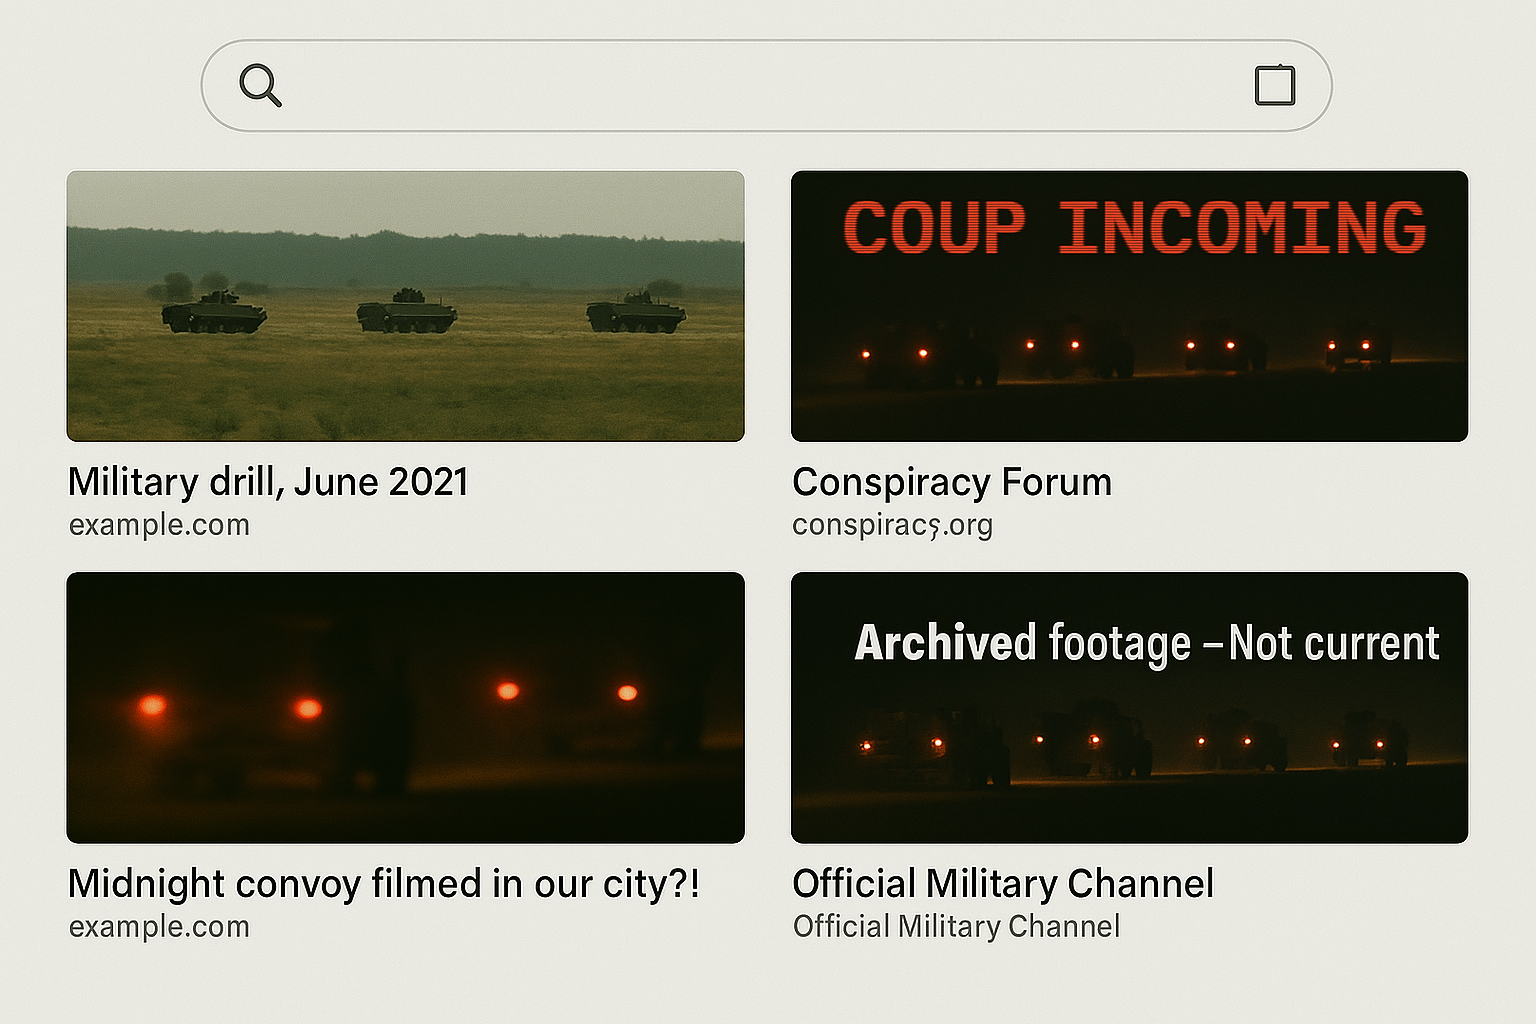 COUP INCOMING
Military drill, June 2021
example.com
Conspiracy Forum
conspiracy.org
Archived footage – Not current
Midnight convoy filmed in our city?!
example.com
Official Military Channel
Official Military Channel